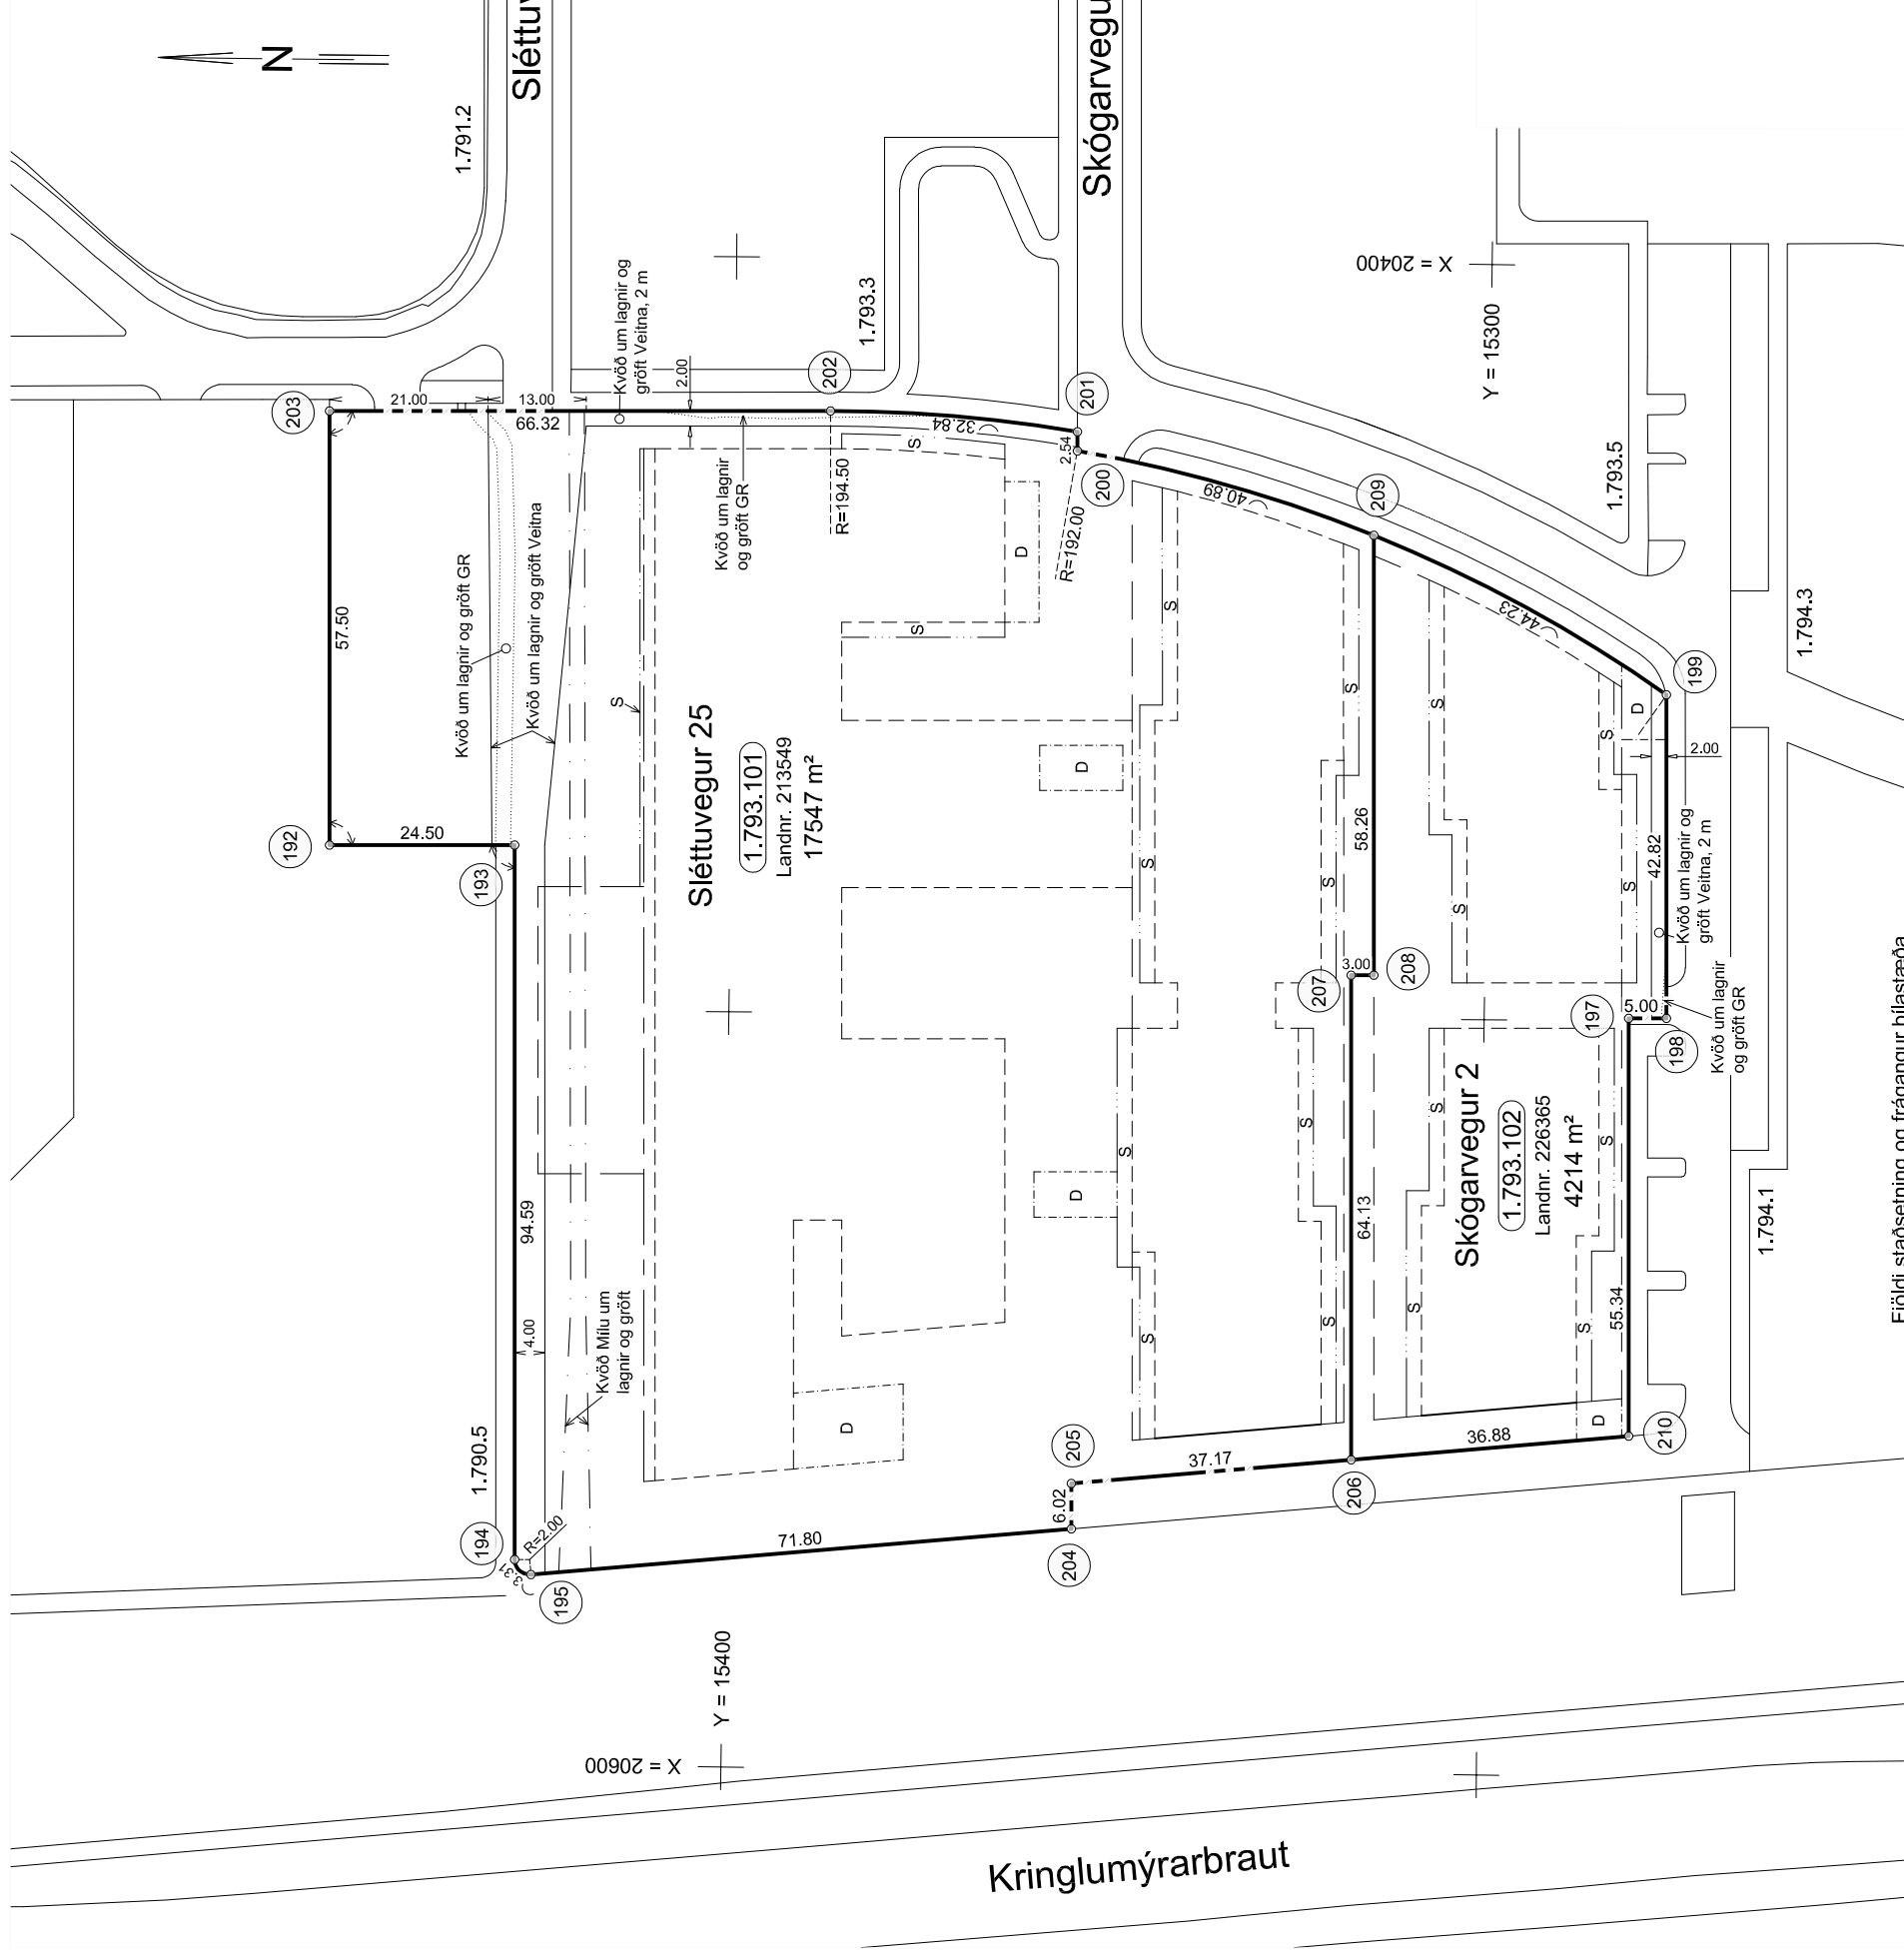 N
Sléttuv
1.791.2
Skógarvegu
203
21.00
13.00
66.32
Kvöð um lagnir og
gröft Veitna, 2 m
2.00
202
1.793.3
32.84
201
2.54
200
R=194.50
R=192.00
Kvöð um lagnir
og gröft GR
X = 20400
Y = 15300
1.793.5
209
40.89
44.23
199
1.794.3
57.50
192
24.50
193
Kvöð um lagnir og gröft GR
Kvöð um lagnir og gröft Veitna
S
S
S
D
S
S
S
S
D
2.00
Sléttuvegur 25
1.793.101
Landnr. 213549
17547 m²
D
S
S
S
S
58.26
42.82
Kvöð um lagnir og
gröft Veitna, 2 m
207
3.00
208
197
5.00
198
Kvöð um lagnir
og gröft GR
Skógarvegur 2
1.793.102
Landnr. 226365
4214 m²
64.13
55.34
94.59
4.00
Kvöð Mílu um
lagnir og gröft
S
D
S
S
S
S
S
S
S
D
D
1.790.5
194
R=2.00
3.31
195
71.80
204
6.02
205
37.17
206
36.88
210
1.794.1
Fjöldi staðsetning og frágangur bílastæða
X = 20600
Y = 15400
Kringlumýrarbraut